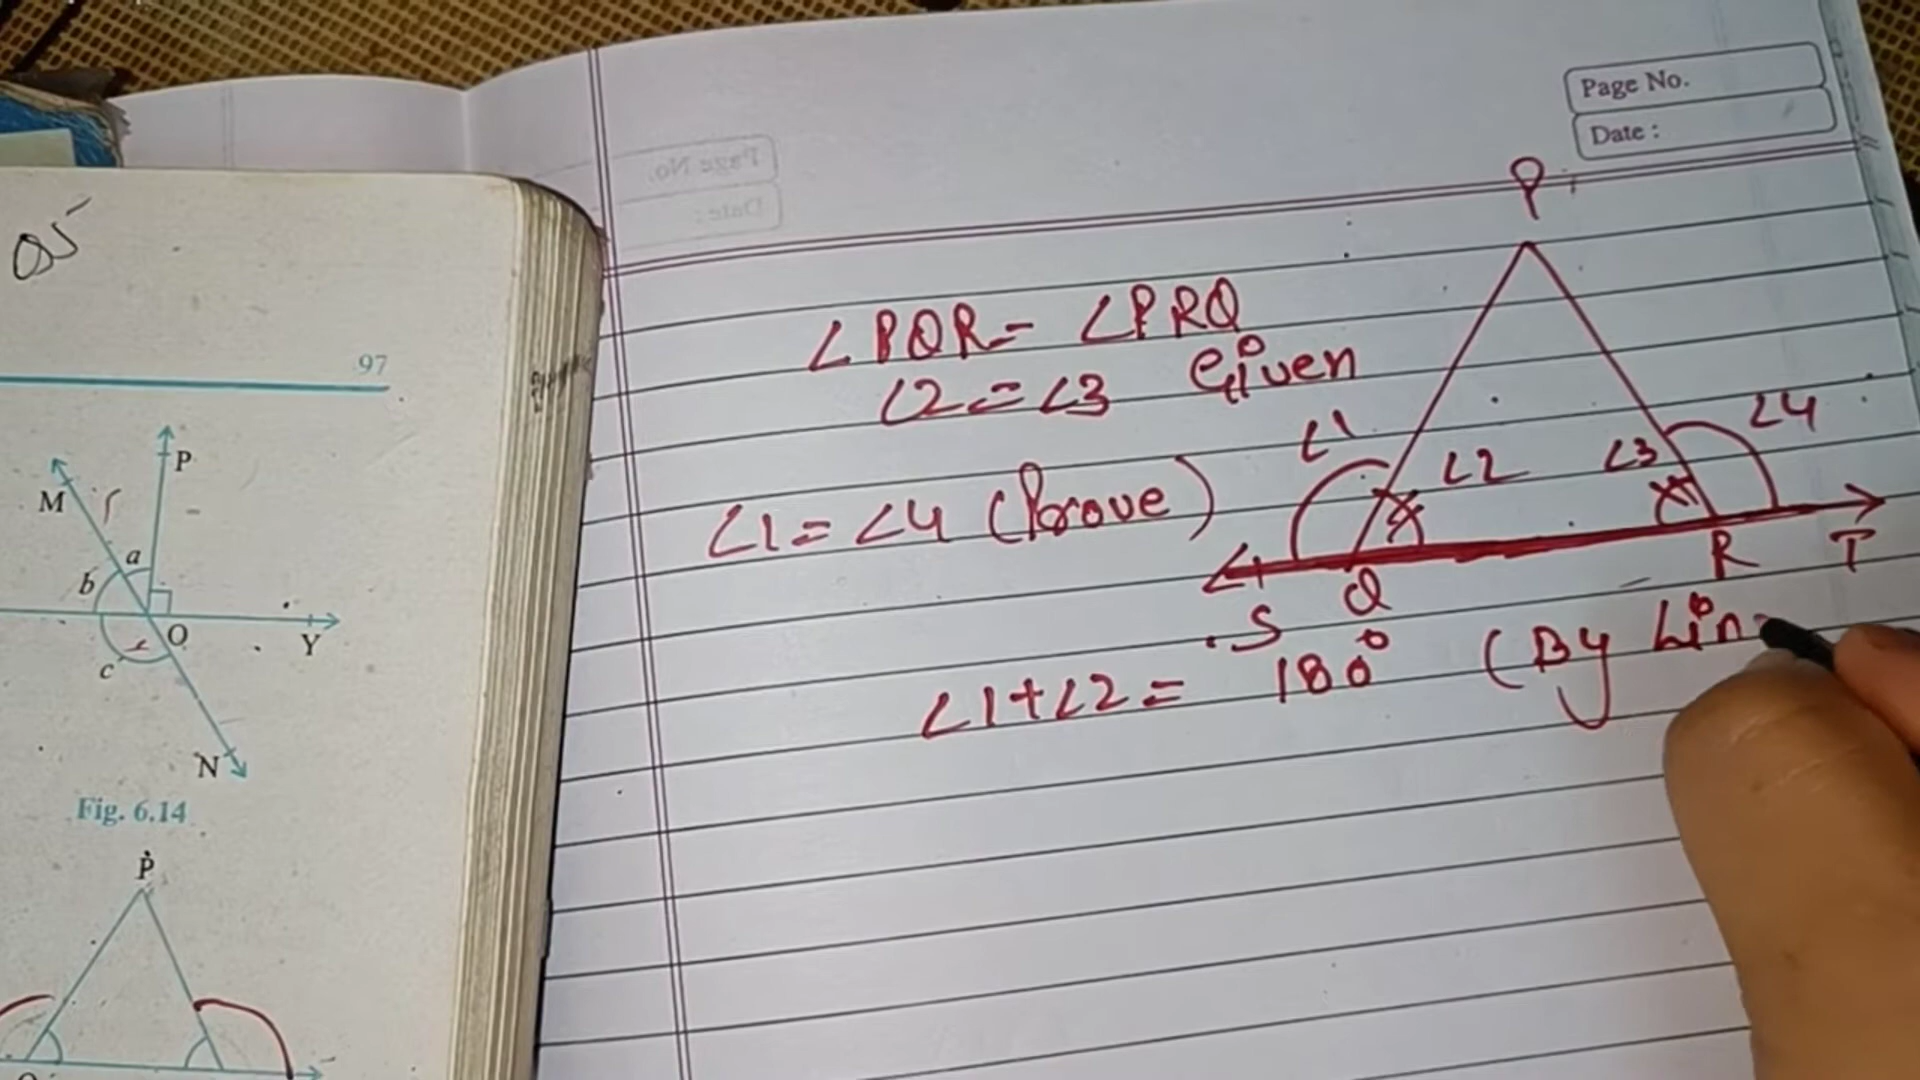 Page No.
Date :
Q5
97
P
M
a
b
O
Y
c
N
Fig. 6.14
P
P
∠PQR = ∠PRQ
∠2 = ∠3 Given
∠1 = ∠4 (Prove)
∠1
∠2
∠3
∠4
S
Q
R
T
∠1+∠2 = 180° (By Lin